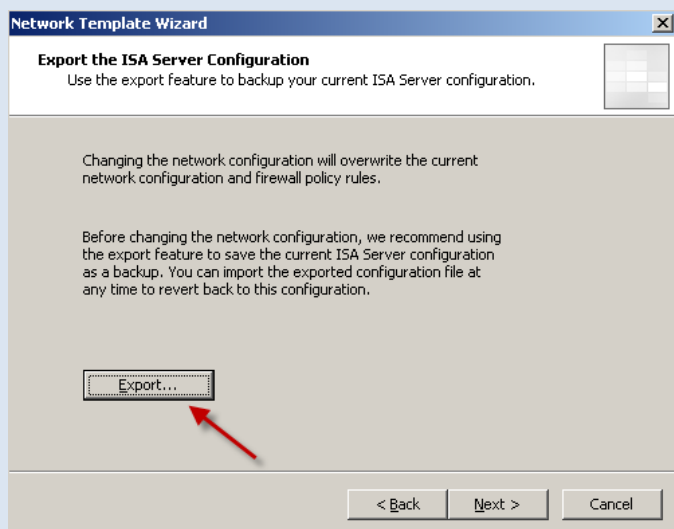 Network Template Wizard
Export the ISA Server Configuration
Use the export feature to backup your current ISA Server configuration.
Changing the network configuration will overwrite the current
network configuration and firewall policy rules.
Before changing the network configuration, we recommend using
the export feature to save the current ISA Server configuration
as a backup. You can import the exported configuration file at
any time to revert back to this configuration.
Export...
< Back Next > Cancel